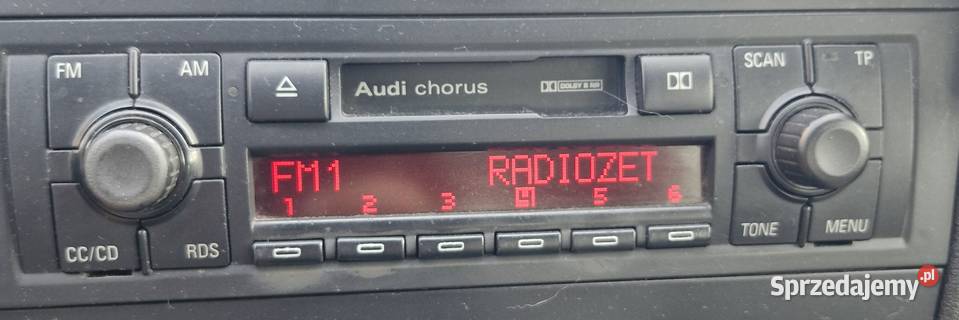 FM AM
Audi chorus DOLBY B NR
SCAN TP
FM1 RADIOZET
1 2 3 4 5 6
CC/CD RDS
TONE MENU
Sprzedajemy.pl